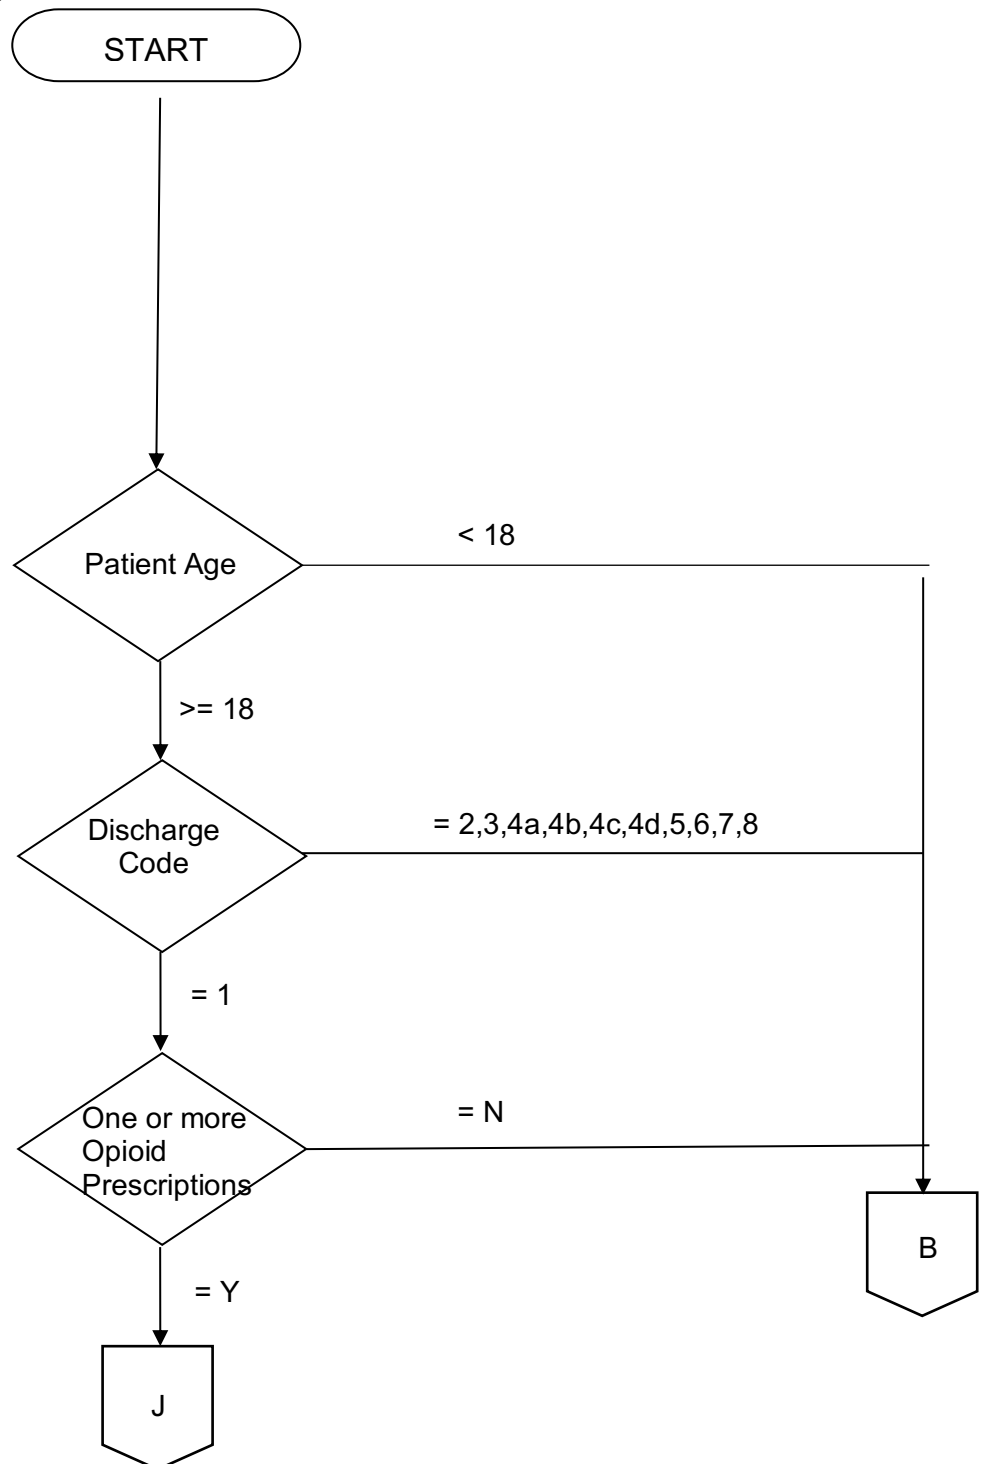 START
Patient Age
< 18
>= 18
Discharge
Code
= 2,3,4a,4b,4c,4d,5,6,7,8
= 1
One or more
Opioid
Prescriptions
= N
B
= Y
J